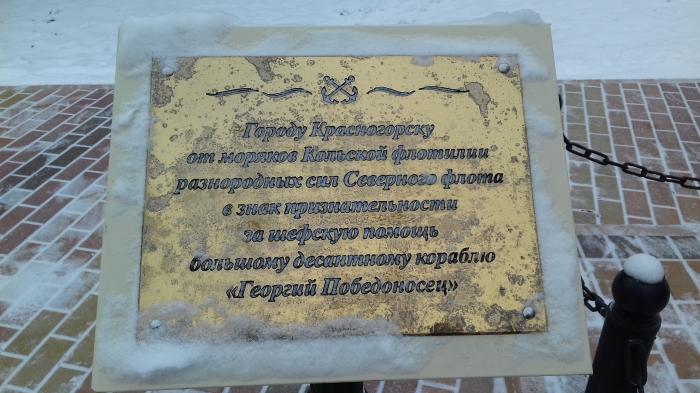 Городу Красногорску
от моряков Кольской флотилии
разнородных сил Северного флота
в знак признательности
за шефскую помощь
большому десантному кораблю
«Георгий Победоносец»